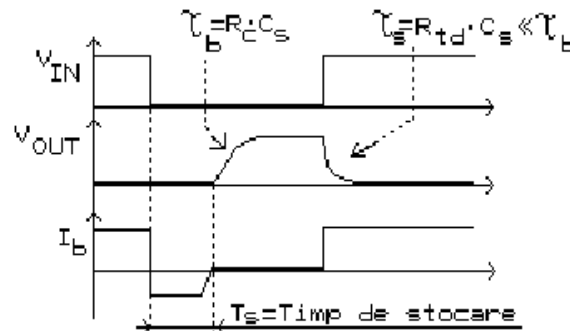 τb=Rc·Cs τs=Rtd·Cs≪τb
VIN
VOUT
Ib
Ts=Timp de stocare